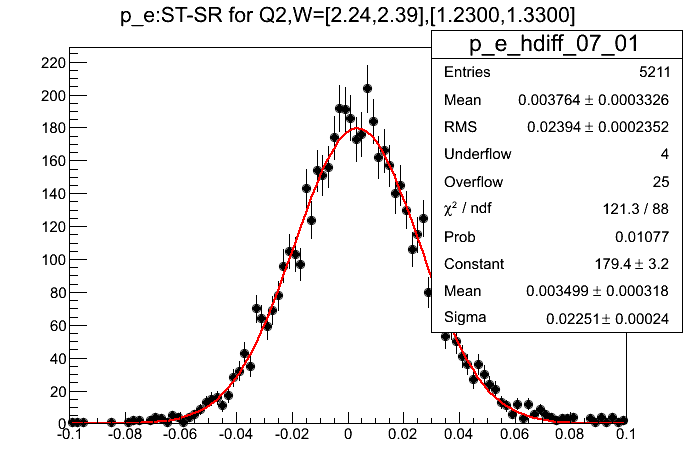 p_e:ST-SR for Q2,W=[2.24,2.39],[1.2300,1.3300]
p_e_hdiff_07_01
Entries 5211
Mean 0.003764 ± 0.0003326
RMS 0.02394 ± 0.0002352
Underflow 4
Overflow 25
χ² / ndf 121.3 / 88
Prob 0.01077
Constant 179.4 ± 3.2
Mean 0.003499 ± 0.000318
Sigma 0.02251 ± 0.00024
220
200
180
160
140
120
100
80
60
40
20
0
-0.1 -0.08 -0.06 -0.04 -0.02 0 0.02 0.04 0.06 0.08 0.1